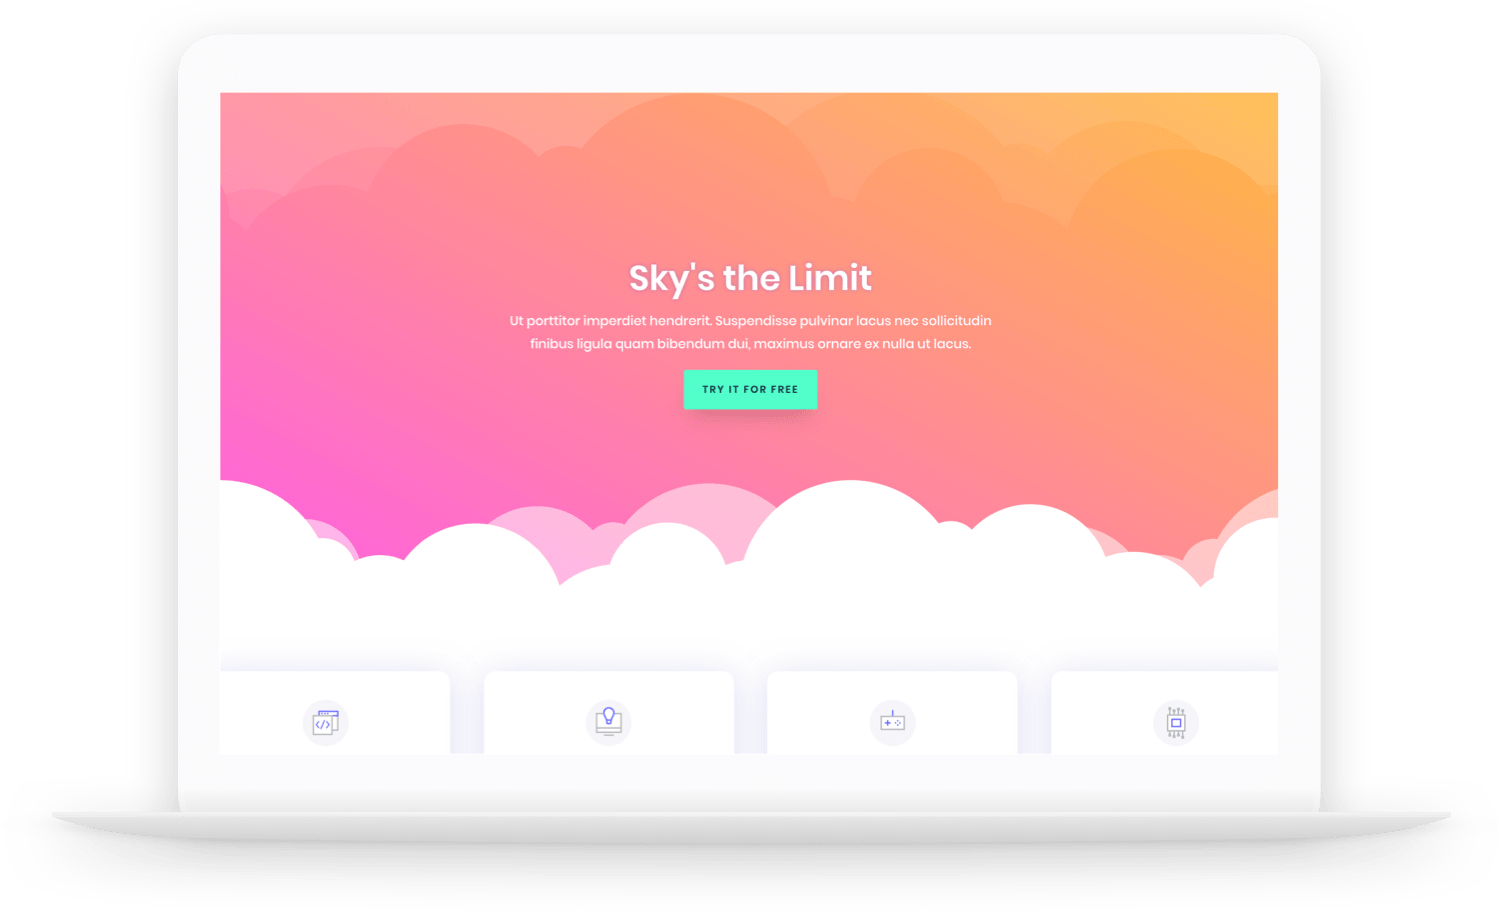 Sky's the Limit
Ut porttitor imperdiet hendrerit. Suspendisse pulvinar lacus nec sollicitudin
finibus ligula quam bibendum dui, maximus ornare ex nulla ut lacus.
TRY IT FOR FREE